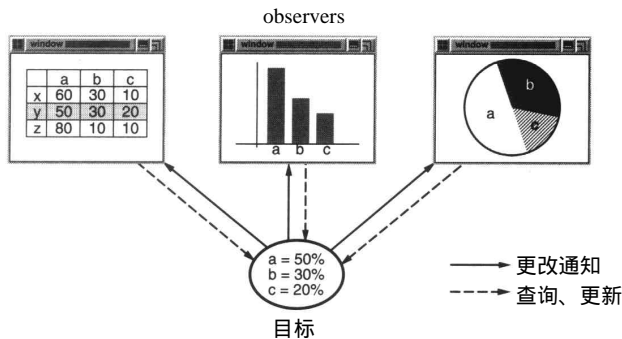 observers
window
a b c
x 60 30 10
y 50 30 20
z 80 10 10
window
a b c
window
a
b
c
a = 50%
b = 30%
c = 20%
目标
更改通知
查询、更新